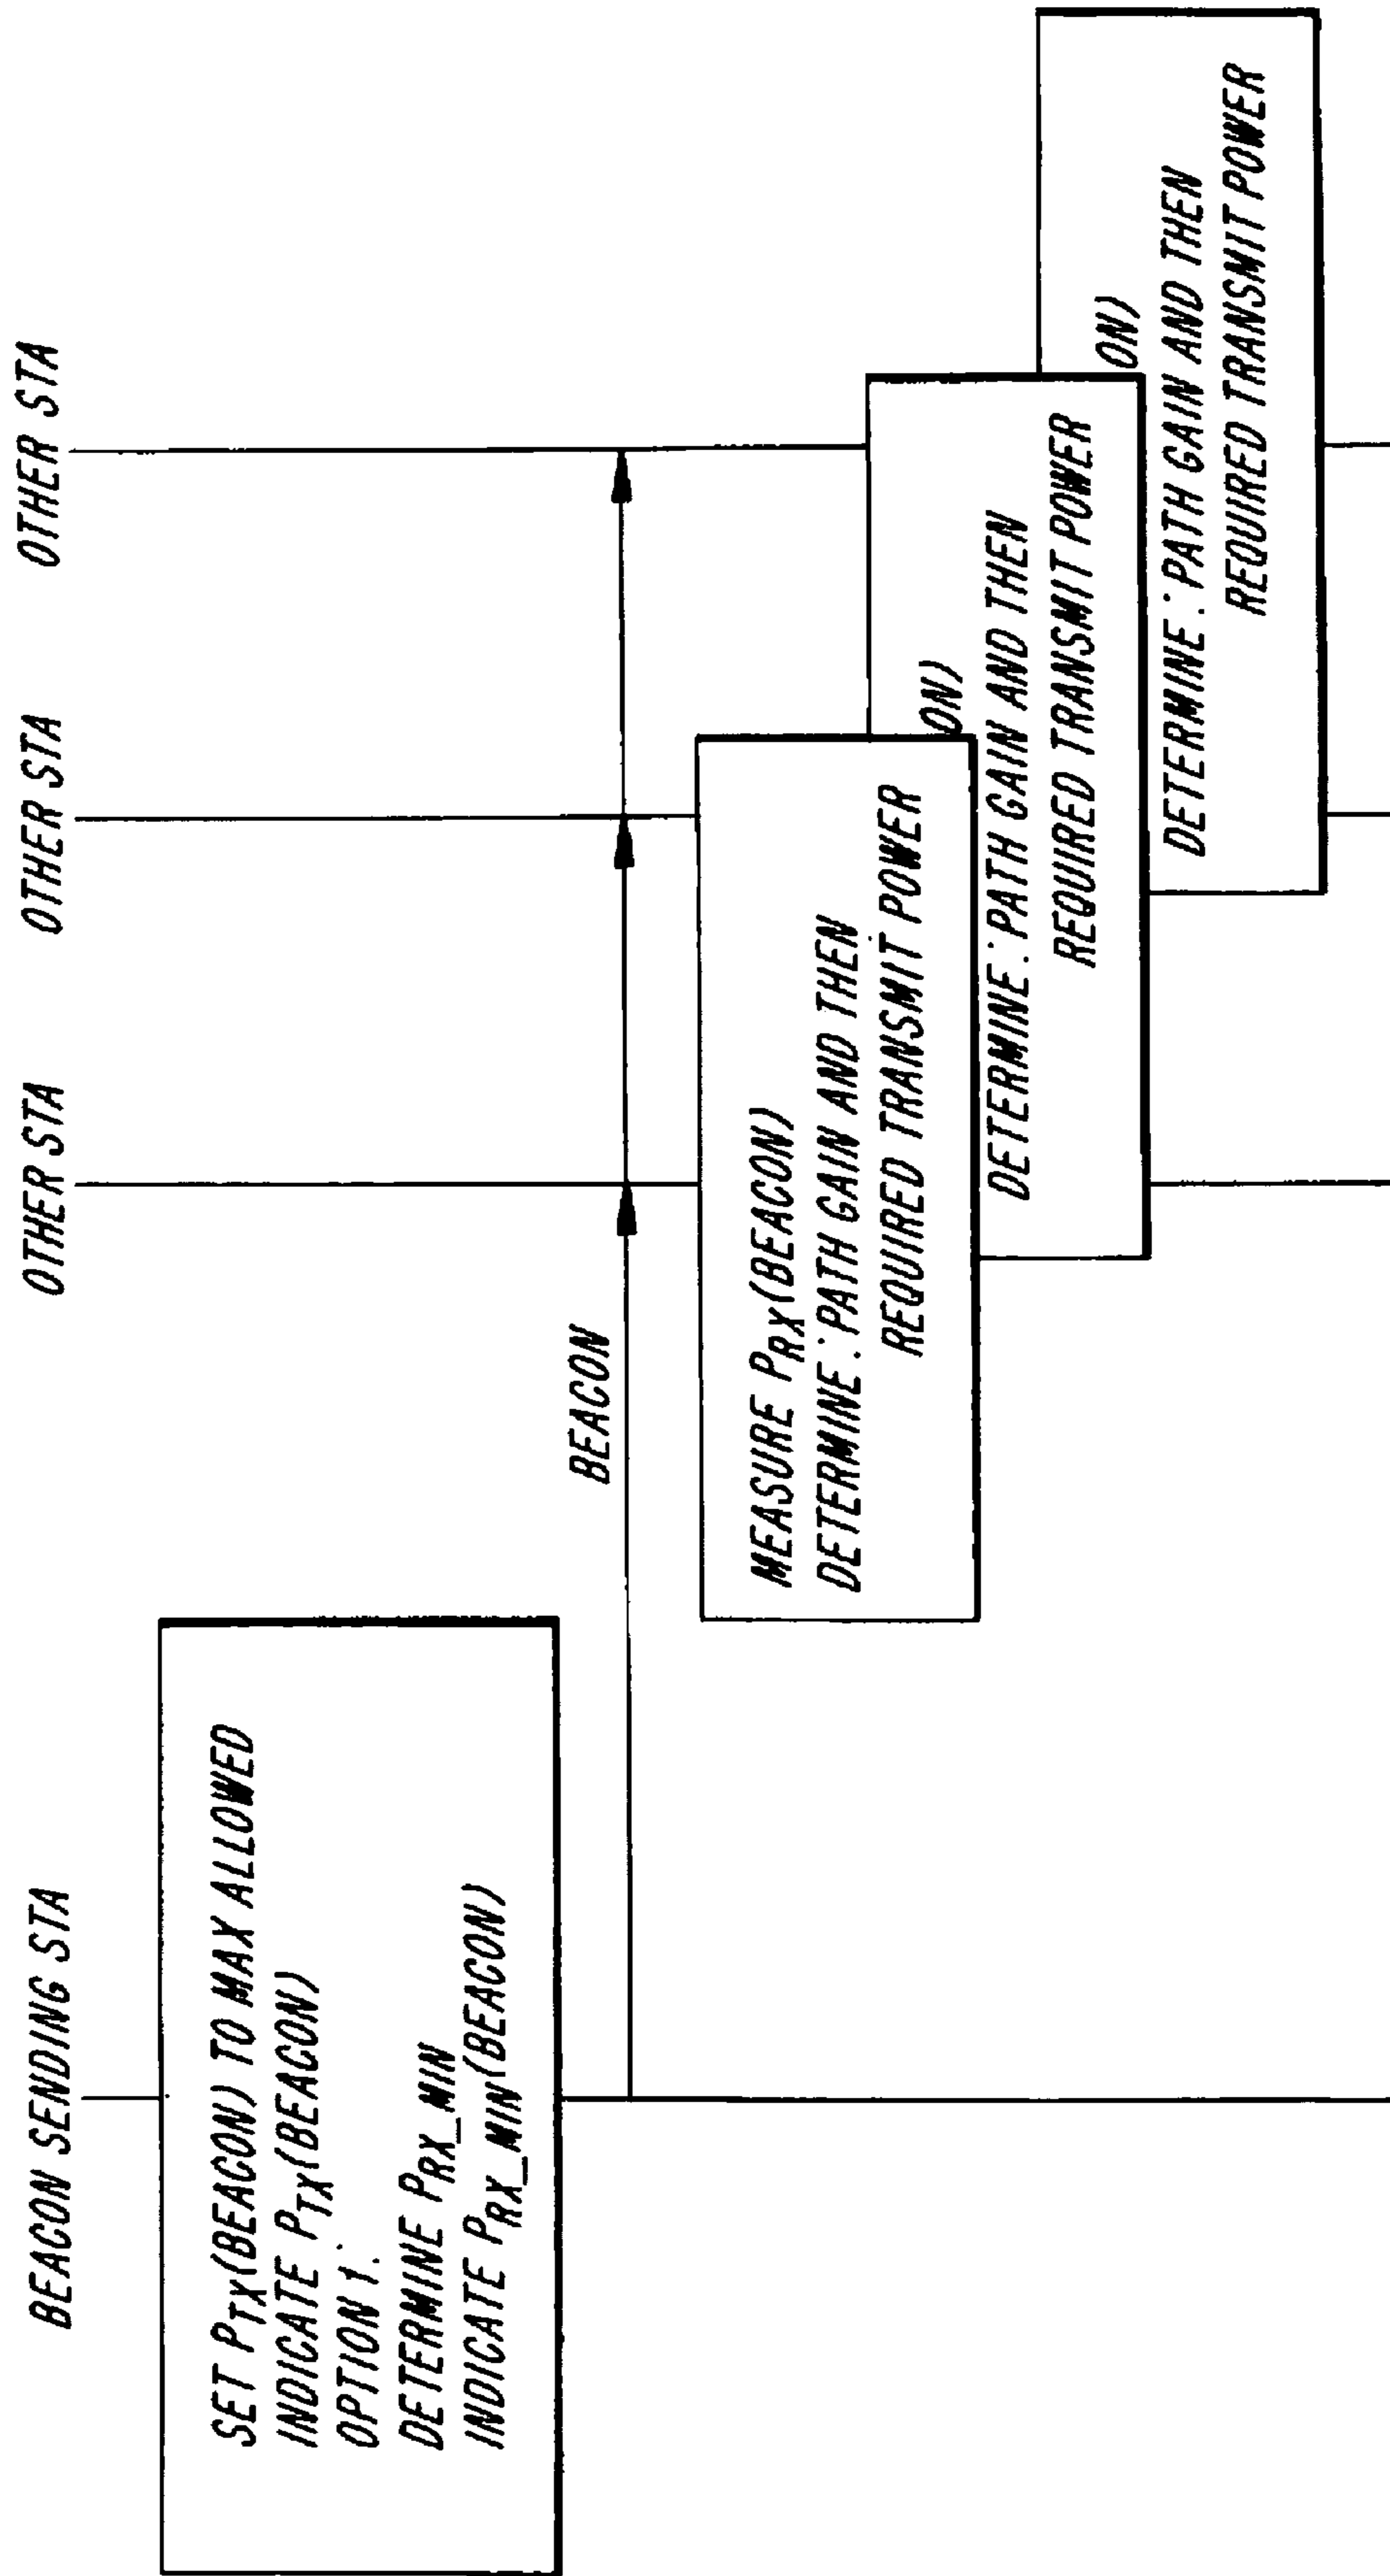 BEACON SENDING STA
OTHER STA
OTHER STA
OTHER STA
SET P_TX(BEACON) TO MAX ALLOWED
INDICATE P_TX(BEACON)
OPTION 1:
DETERMINE P_RX_MIN
INDICATE P_RX_MIN(BEACON)
BEACON
MEASURE P_RX(BEACON)
DETERMINE: PATH GAIN AND THEN
REQUIRED TRANSMIT POWER
ON)
DETERMINE: PATH GAIN AND THEN
REQUIRED TRANSMIT POWER
ON)
DETERMINE: PATH GAIN AND THEN
REQUIRED TRANSMIT POWER